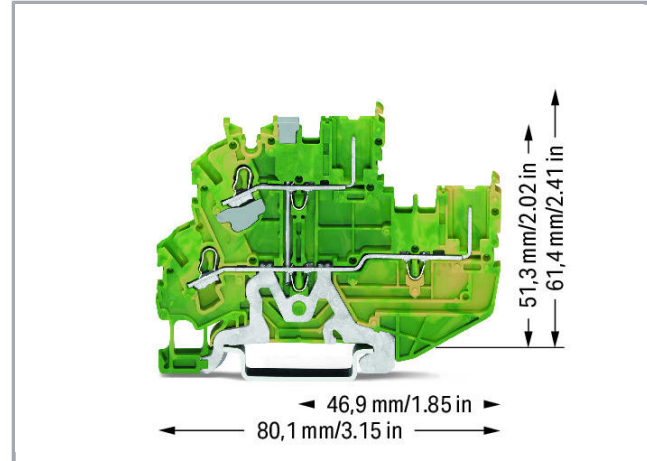 51,3 mm/2.02 in
61,4 mm/2.41 in
46,9 mm/1.85 in
80,1 mm/3.15 in